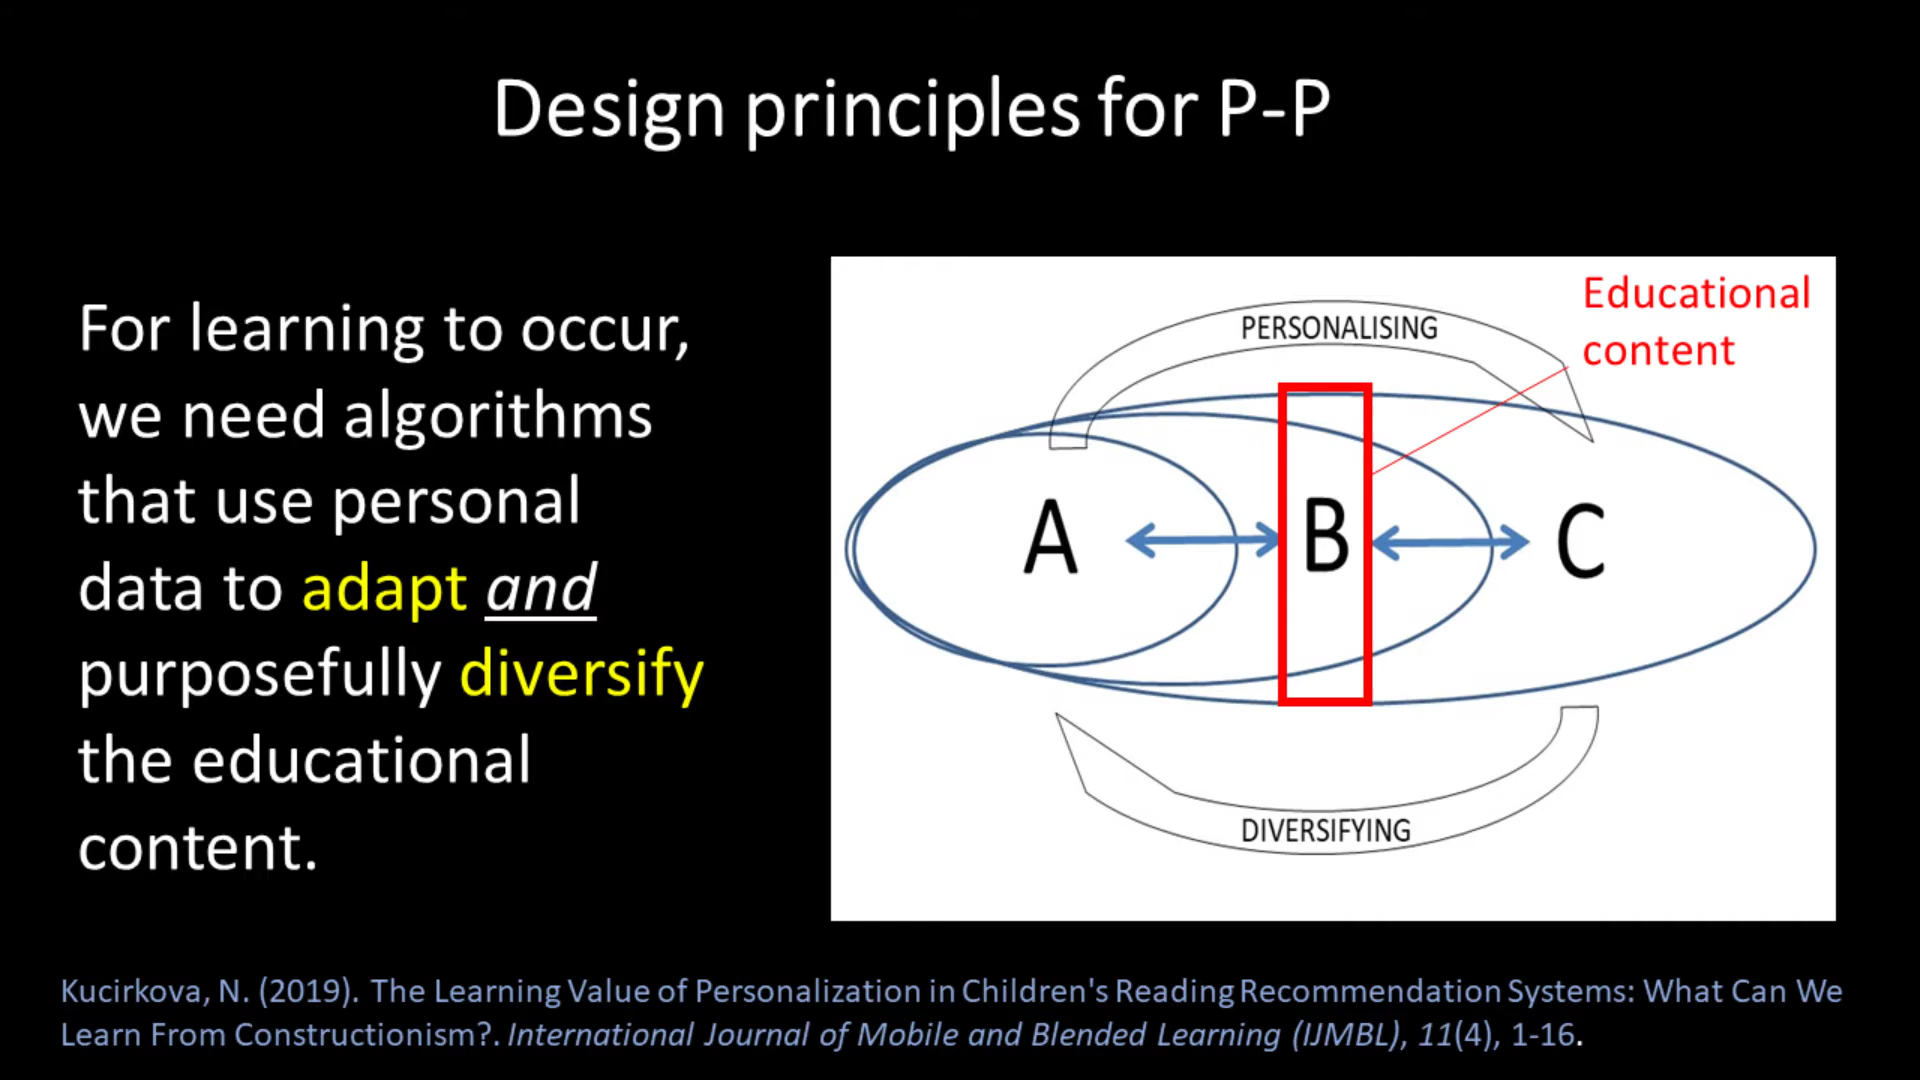 Design principles for P-P
For learning to occur,
we need algorithms
that use personal
data to adapt and
purposefully diversify
the educational
content.
Educational
content
PERSONALISING
A
B
C
DIVERSIFYING
Kucirkova, N. (2019). The Learning Value of Personalization in Children's Reading Recommendation Systems: What Can We
Learn From Constructionism?. International Journal of Mobile and Blended Learning (IJMBL), 11(4), 1-16.